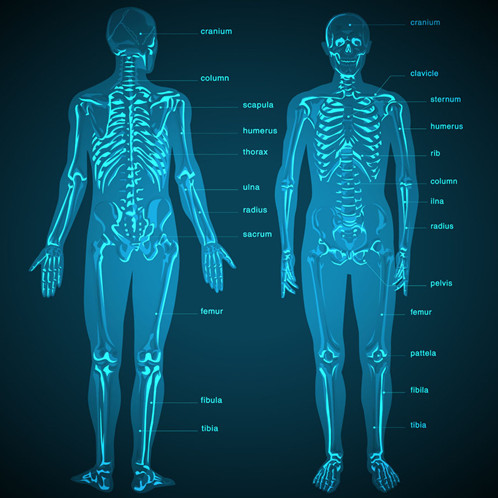 cranium
column
scapula
humerus
thorax
ulna
radius
sacrum
femur
fibula
tibia
cranium
clavicle
sternum
humerus
rib
column
ilna
radius
pelvis
femur
pattela
fibila
tibia